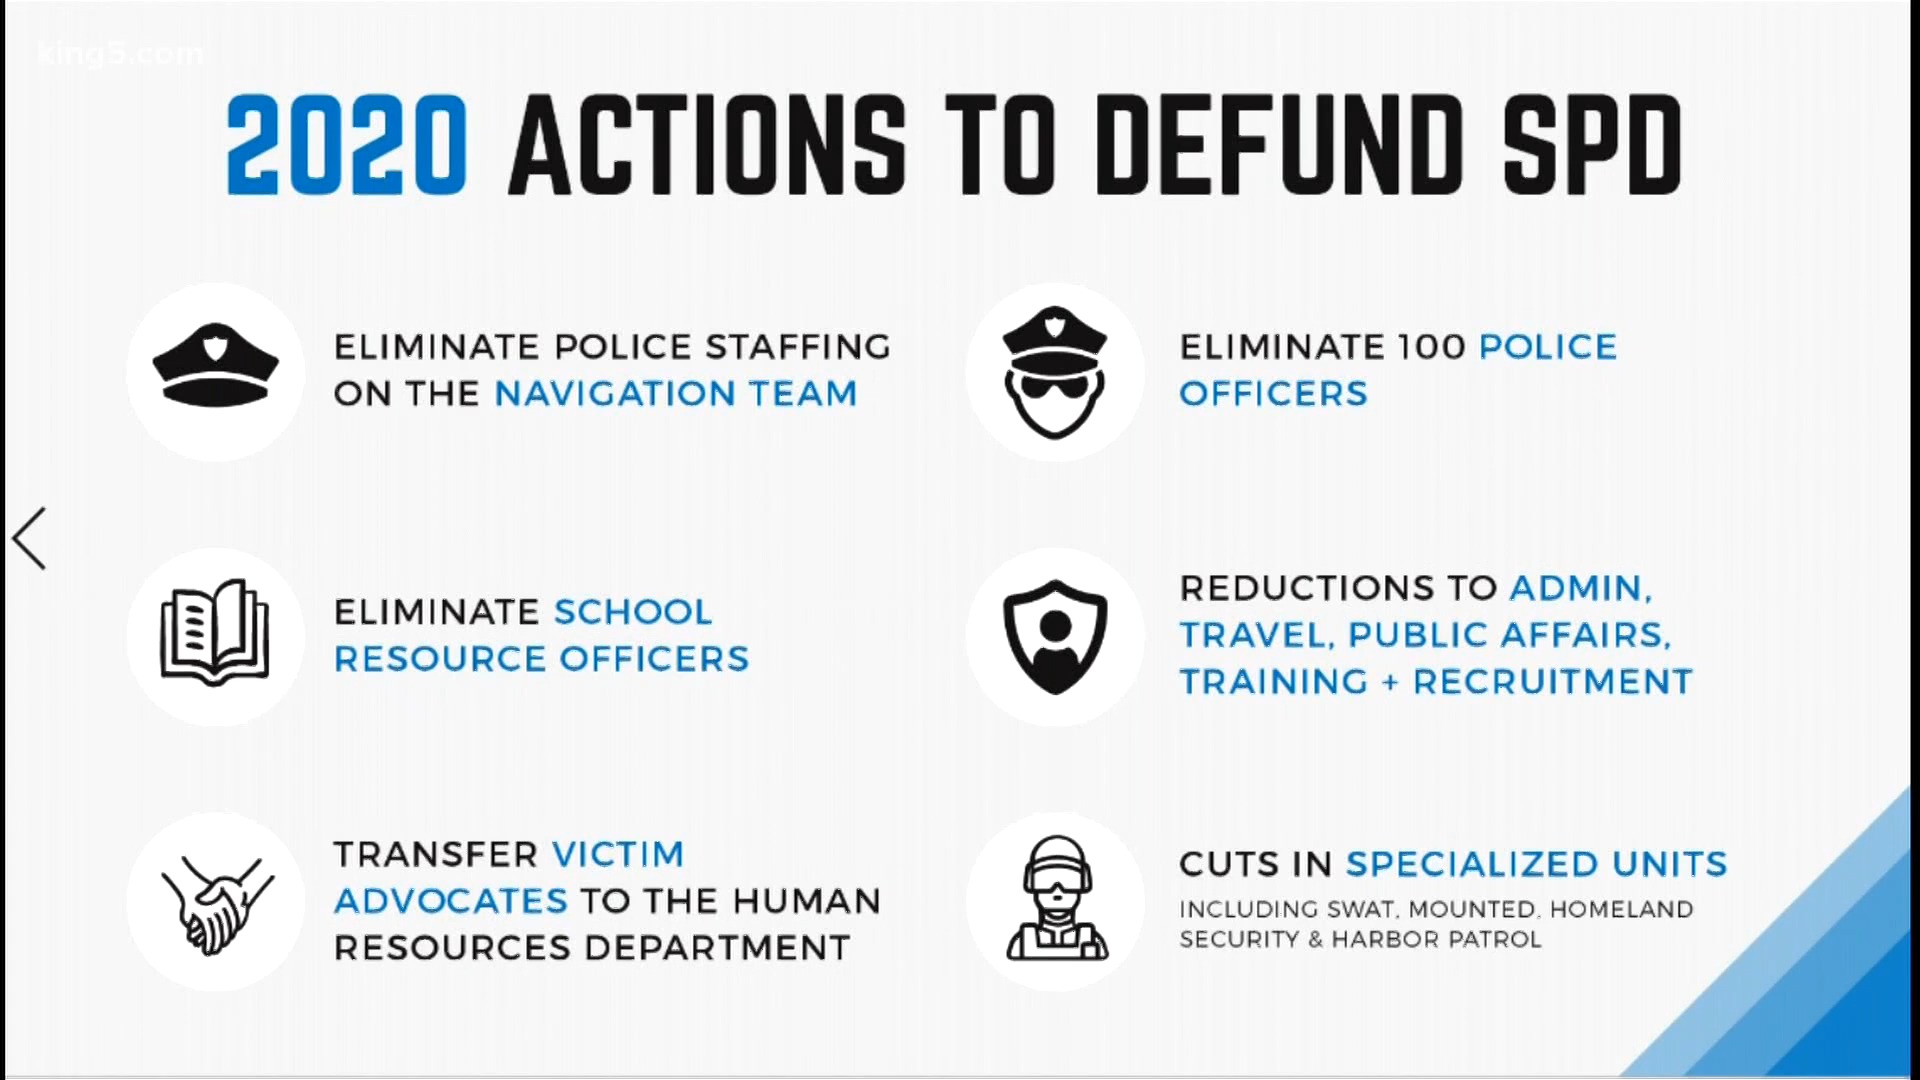 king5.com
2020 ACTIONS TO DEFUND SPD
ELIMINATE POLICE STAFFING
ON THE NAVIGATION TEAM
ELIMINATE 100 POLICE
OFFICERS
ELIMINATE SCHOOL
RESOURCE OFFICERS
REDUCTIONS TO ADMIN,
TRAVEL, PUBLIC AFFAIRS,
TRAINING + RECRUITMENT
TRANSFER VICTIM
ADVOCATES TO THE HUMAN
RESOURCES DEPARTMENT
CUTS IN SPECIALIZED UNITS
INCLUDING SWAT, MOUNTED, HOMELAND
SECURITY & HARBOR PATROL